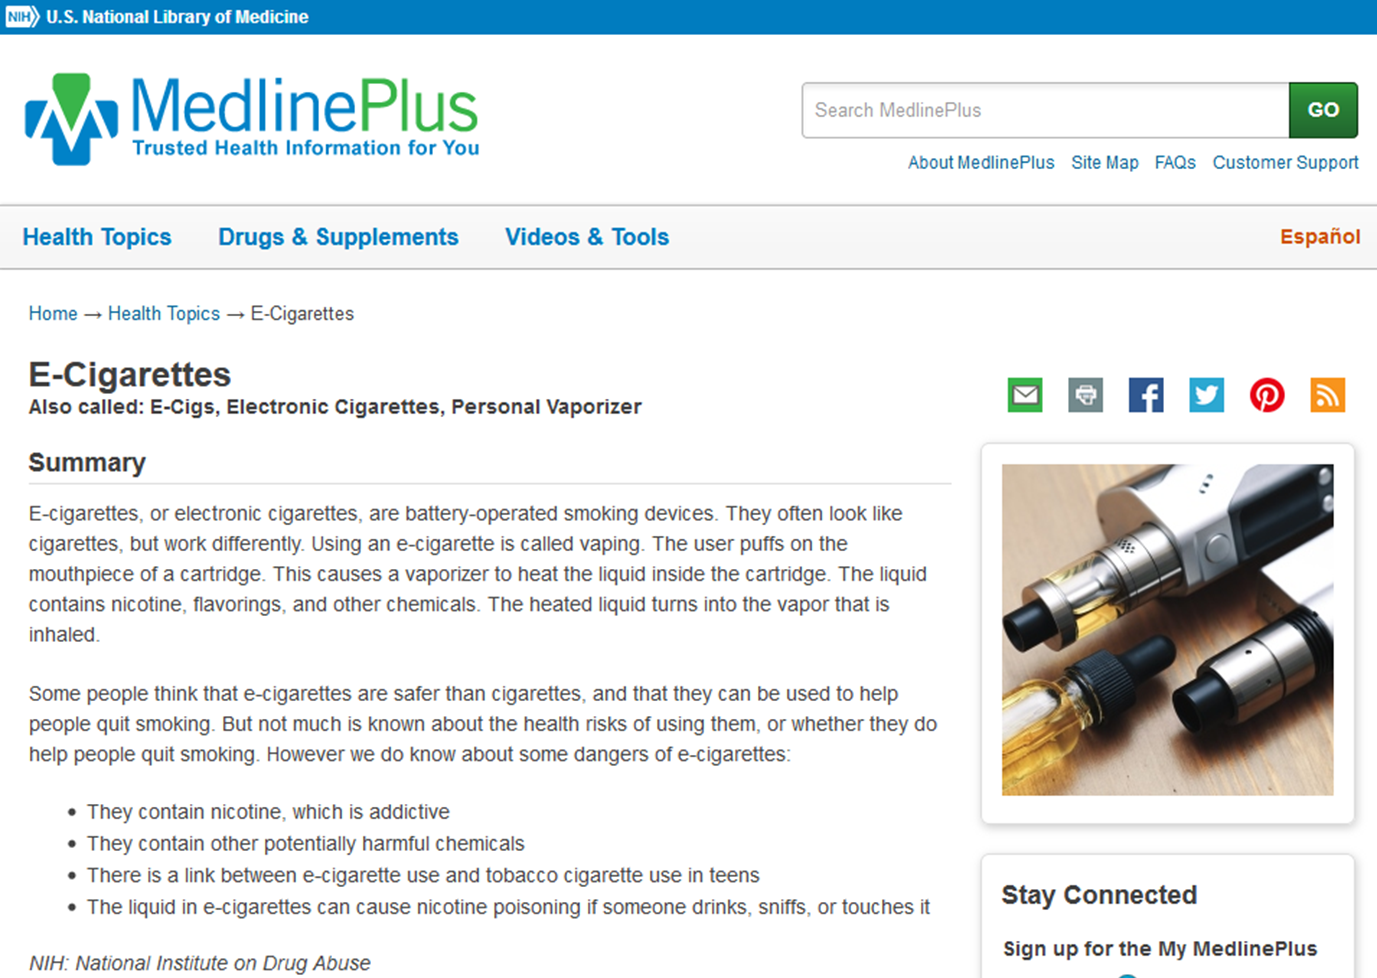 NIH U.S. National Library of Medicine
MedlinePlus
Trusted Health Information for You
Search MedlinePlus
GO
About MedlinePlus Site Map FAQs Customer Support
Health Topics Drugs & Supplements Videos & Tools Español
Home → Health Topics → E-Cigarettes
E-Cigarettes
Also called: E-Cigs, Electronic Cigarettes, Personal Vaporizer
Summary
E-cigarettes, or electronic cigarettes, are battery-operated smoking devices. They often look like
cigarettes, but work differently. Using an e-cigarette is called vaping. The user puffs on the
mouthpiece of a cartridge. This causes a vaporizer to heat the liquid inside the cartridge. The liquid
contains nicotine, flavorings, and other chemicals. The heated liquid turns into the vapor that is
inhaled.
Some people think that e-cigarettes are safer than cigarettes, and that they can be used to help
people quit smoking. But not much is known about the health risks of using them, or whether they do
help people quit smoking. However we do know about some dangers of e-cigarettes:
• They contain nicotine, which is addictive
• They contain other potentially harmful chemicals
• There is a link between e-cigarette use and tobacco cigarette use in teens
• The liquid in e-cigarettes can cause nicotine poisoning if someone drinks, sniffs, or touches it
NIH: National Institute on Drug Abuse
Stay Connected
Sign up for the My MedlinePlus